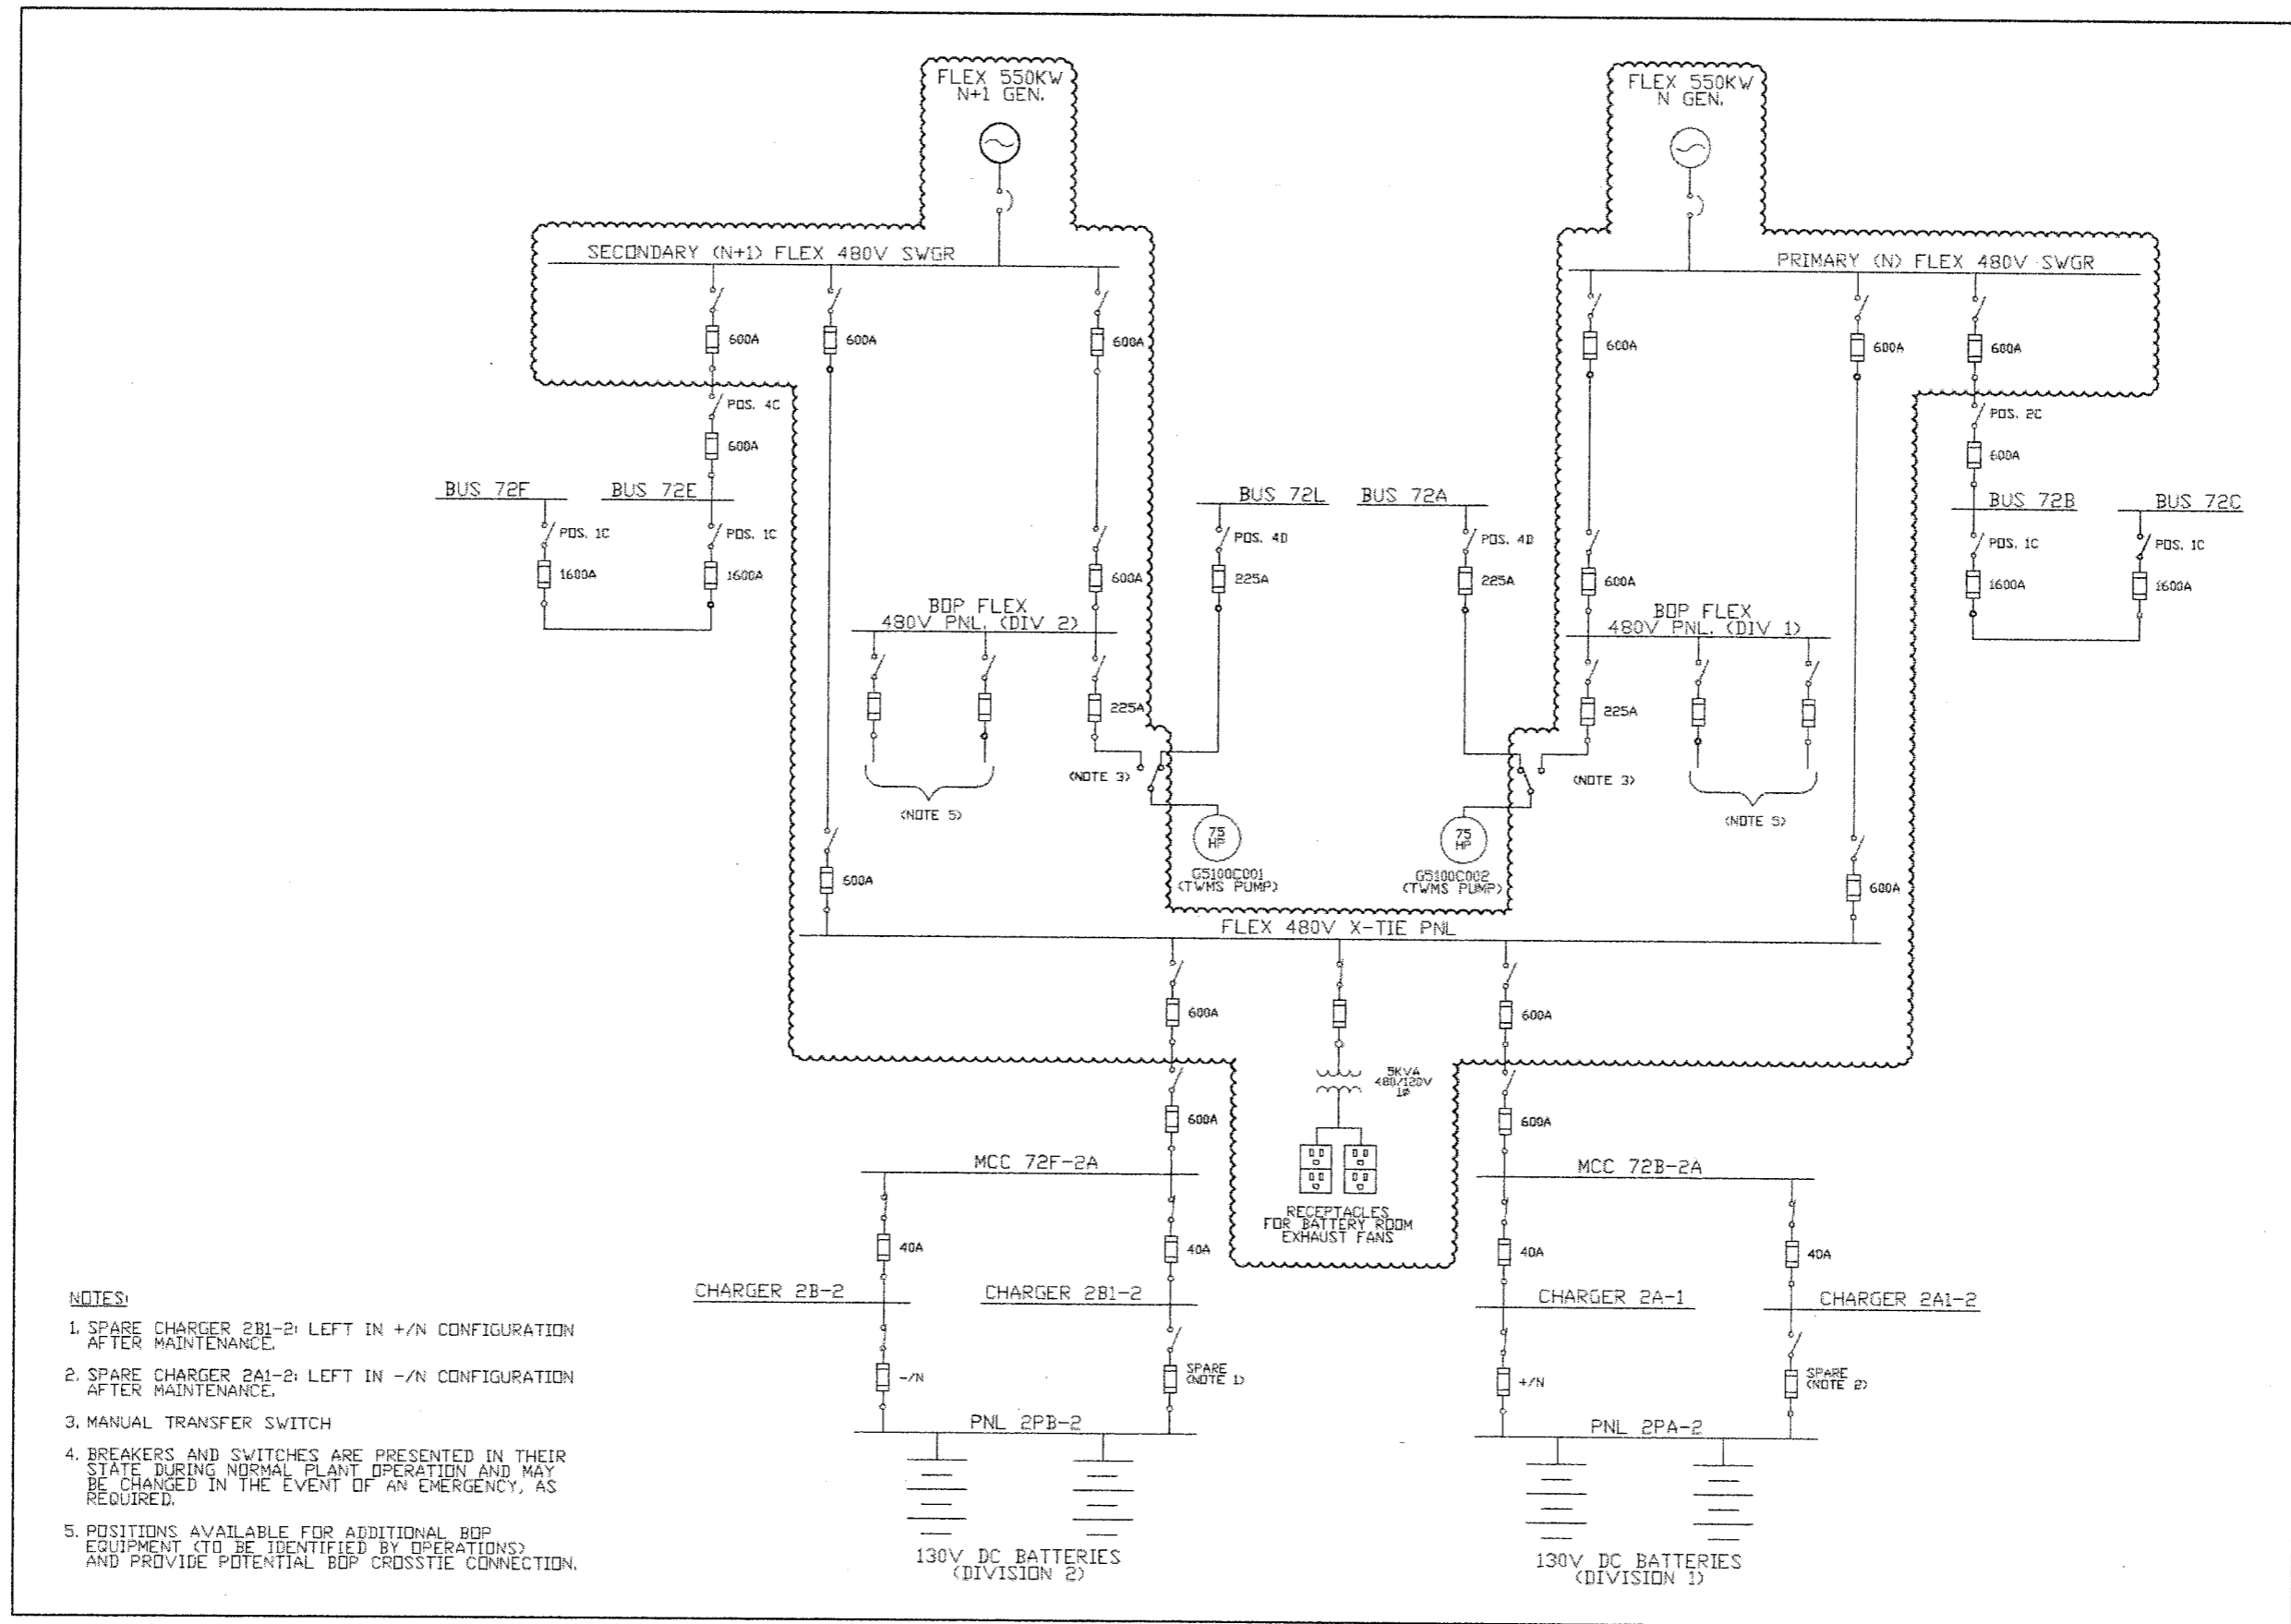 FLEX 550KW
N+1 GEN.
FLEX 550KW
N GEN.
SECONDARY (N+1) FLEX 480V SWGR
PRIMARY (N) FLEX 480V SWGR
600A
600A
600A
600A
600A
600A
POS. 4C
600A
POS. 2C
600A
BUS 72F
BUS 72E
BUS 72L
BUS 72A
BUS 72B
BUS 72C
POS. 1C
1600A
POS. 1C
1600A
POS. 4D
225A
POS. 4B
225A
POS. 1C
1600A
POS. 1C
1600A
600A
600A
BOP FLEX
480V PNL. (DIV 2)
BOP FLEX
480V PNL. (DIV 1)
225A
225A
(NOTE 3)
(NOTE 3)
(NOTE 5)
(NOTE 5)
75
HP
G5100C001
(TWMS PUMP)
75
HP
G5100C002
(TWMS PUMP)
600A
600A
FLEX 480V X-TIE PNL
600A
600A
5KVA
480/120V
1Ø
600A
600A
MCC 72F-2A
MCC 72B-2A
RECEPTACLES
FOR BATTERY ROOM
EXHAUST FANS
40A
40A
40A
40A
CHARGER 2B-2
CHARGER 2B1-2
CHARGER 2A-1
CHARGER 2A1-2
-/N
SPARE
(NOTE 1)
+/N
SPARE
(NOTE 2)
PNL 2PB-2
PNL 2PA-2
130V DC BATTERIES
(DIVISION 2)
130V DC BATTERIES
(DIVISION 1)
NOTES:
1. SPARE CHARGER 2B1-2: LEFT IN +/N CONFIGURATION
AFTER MAINTENANCE.
2. SPARE CHARGER 2A1-2: LEFT IN -/N CONFIGURATION
AFTER MAINTENANCE.
3. MANUAL TRANSFER SWITCH
4. BREAKERS AND SWITCHES ARE PRESENTED IN THEIR
STATE DURING NORMAL PLANT OPERATION AND MAY
BE CHANGED IN THE EVENT OF AN EMERGENCY, AS
REQUIRED.
5. POSITIONS AVAILABLE FOR ADDITIONAL BOP
EQUIPMENT (TO BE IDENTIFIED BY OPERATIONS)
AND PROVIDE POTENTIAL BOP CROSSTIE CONNECTION.